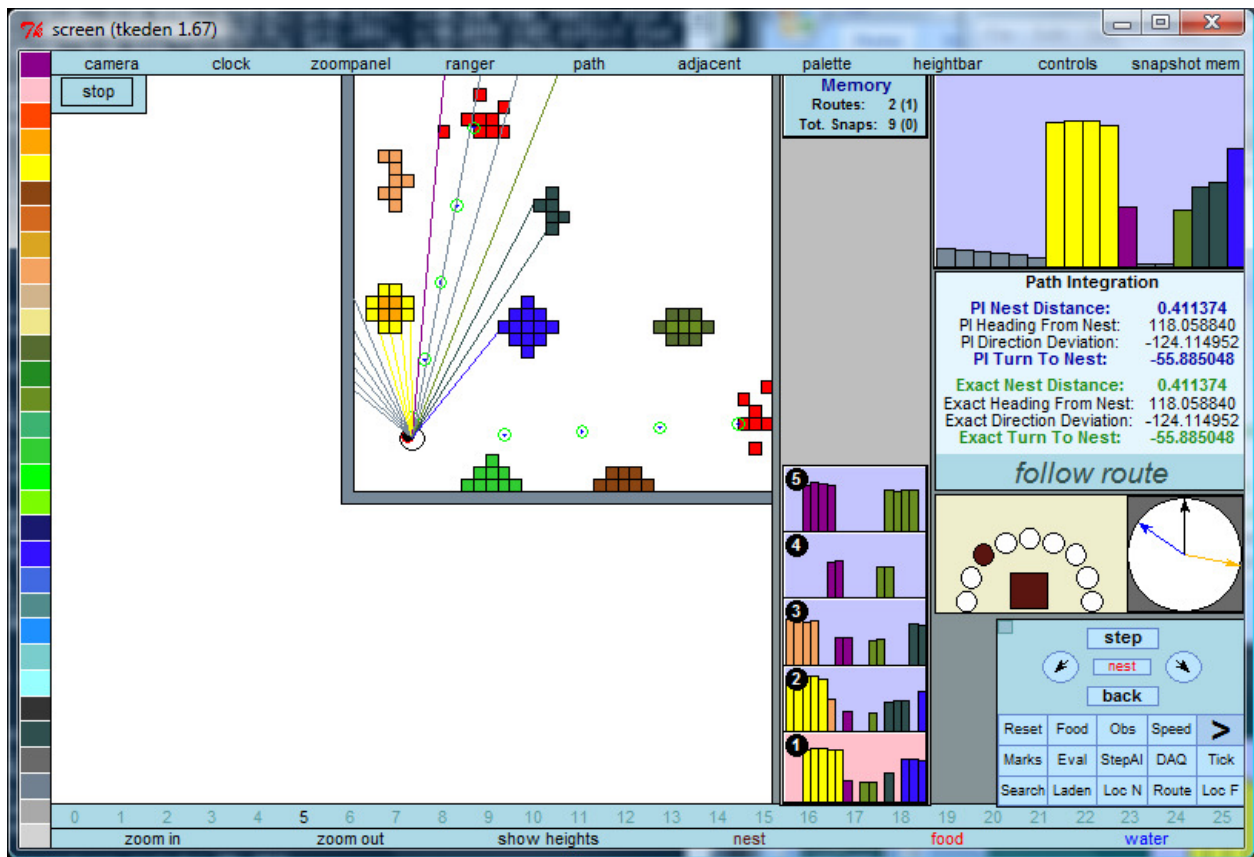 Tk screen (tkeden 1.67)
camera clock zoompanel ranger path adjacent palette heightbar controls snapshot mem
stop
Memory
Routes: 2 (1)
Tot. Snaps: 9 (0)
Path Integration
PI Nest Distance: 0.411374
PI Heading From Nest: 118.058840
PI Direction Deviation: -124.114952
PI Turn To Nest: -55.885048
Exact Nest Distance: 0.411374
Exact Heading From Nest: 118.058840
Exact Direction Deviation: -124.114952
Exact Turn To Nest: -55.885048
follow route
5
4
3
2
1
step
nest
back
Reset Food Obs Speed >
Marks Eval StepAI DAQ Tick
Search Laden Loc N Route Loc F
0 1 2 3 4 5 6 7 8 9 10 11 12 13 14 15 16 17 18 19 20 21 22 23 24 25
zoom in zoom out show heights nest food water